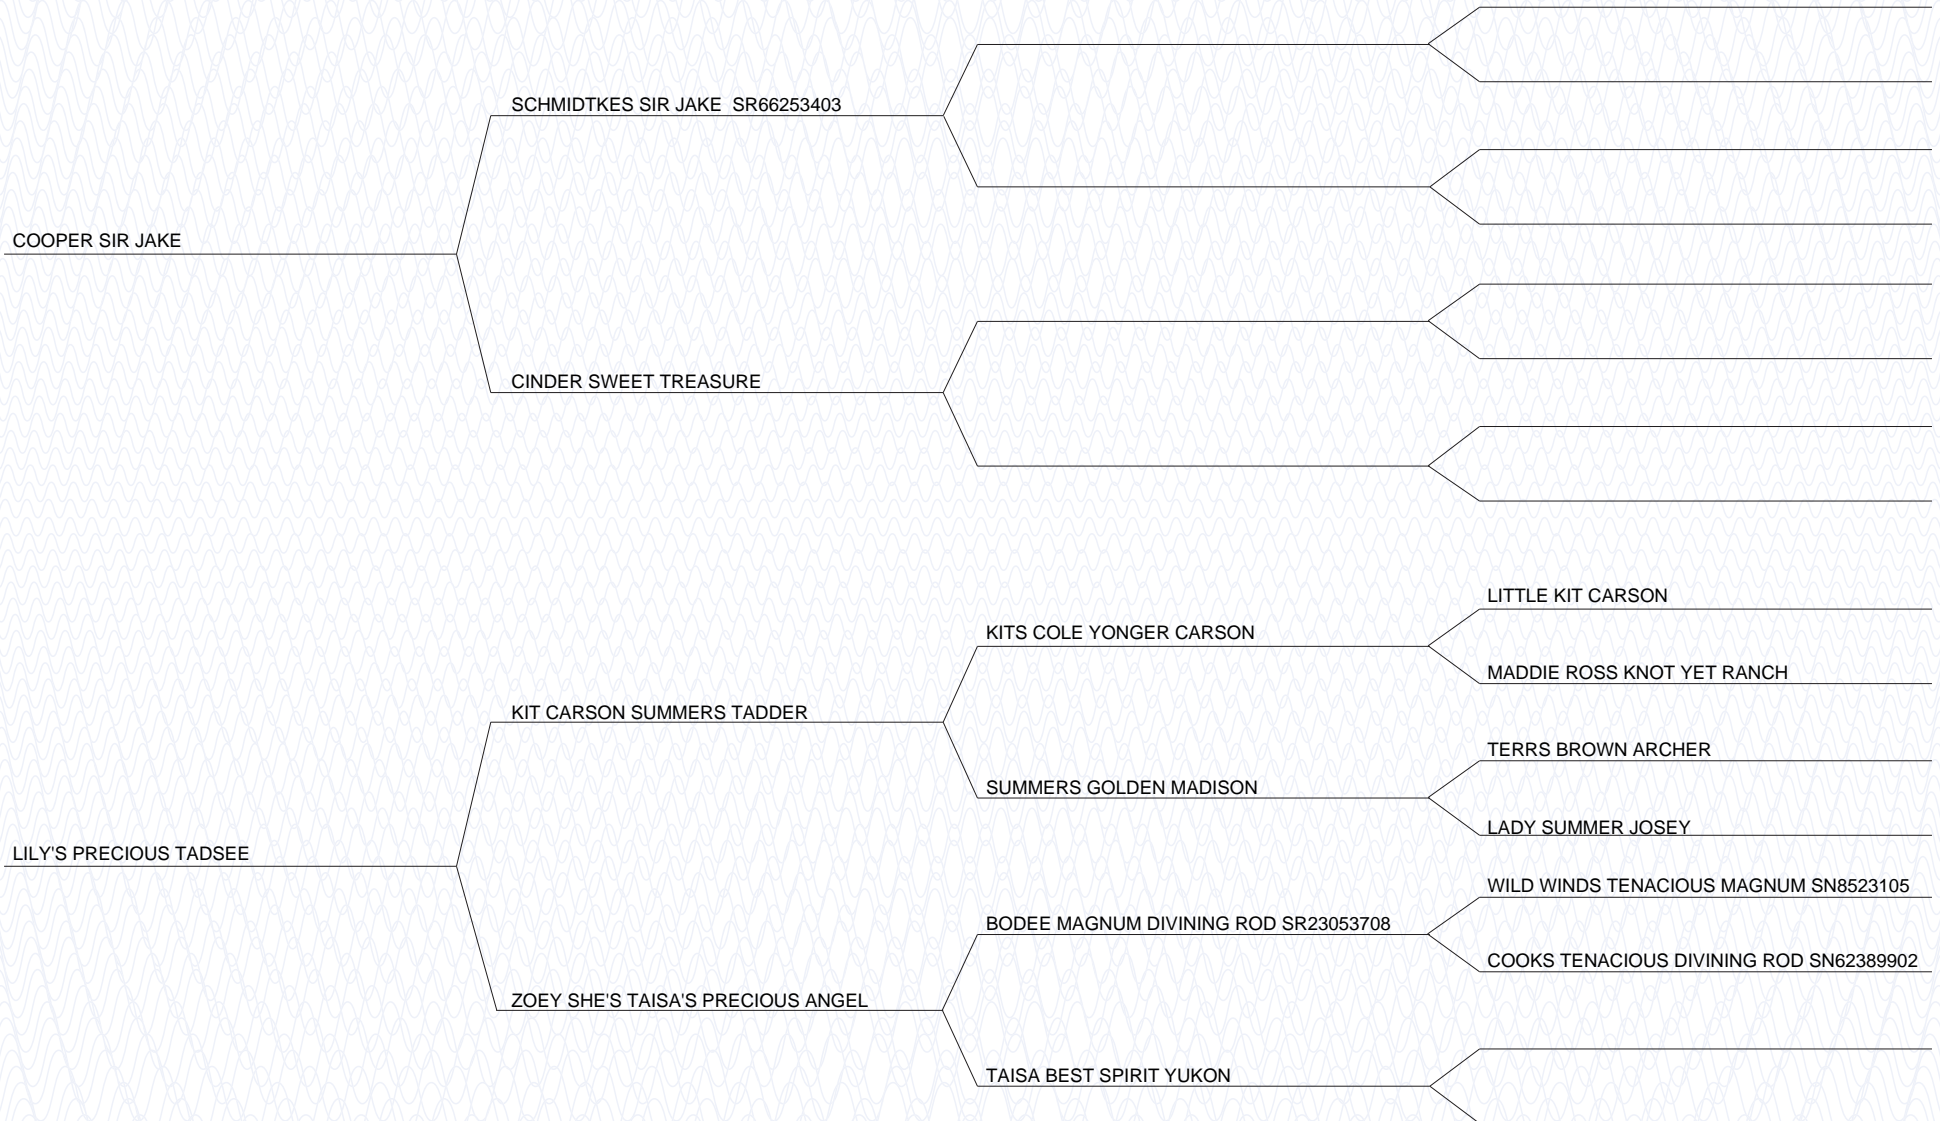 SCHMIDTKES SIR JAKE  SR66253403
COOPER SIR JAKE
CINDER SWEET TREASURE
LITTLE KIT CARSON
KITS COLE YONGER CARSON
MADDIE ROSS KNOT YET RANCH
KIT CARSON SUMMERS TADDER
TERRS BROWN ARCHER
SUMMERS GOLDEN MADISON
LADY SUMMER JOSEY
LILY'S PRECIOUS TADSEE
WILD WINDS TENACIOUS MAGNUM SN8523105
BODEE MAGNUM DIVINING ROD SR23053708
COOKS TENACIOUS DIVINING ROD SN62389902
ZOEY SHE'S TAISA'S PRECIOUS ANGEL
TAISA BEST SPIRIT YUKON